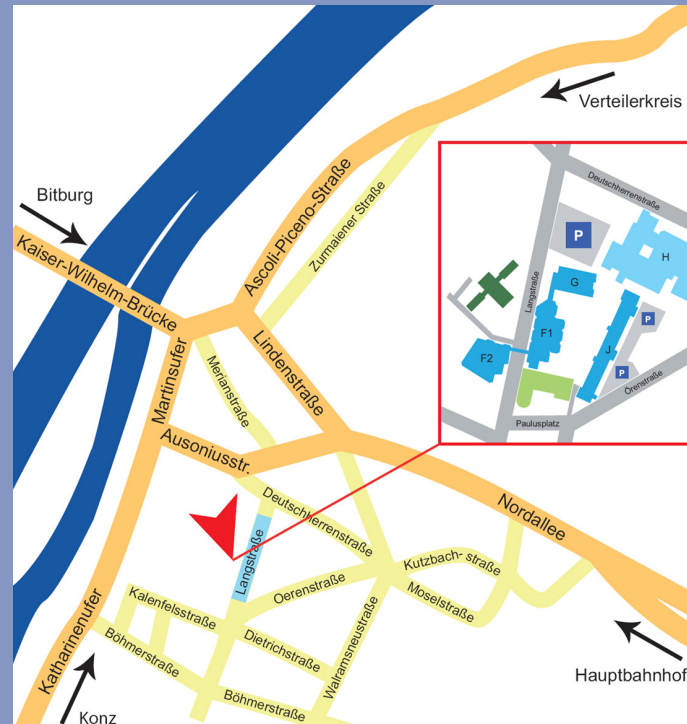 Verteilerkreis
Bitburg
Kaiser-Wilhelm-Brücke
Ascoli-Piceno-Straße
Zurmaiener Straße
Martinsufer
Merianstraße
Lindenstraße
Ausoniusstr.
Deutschherrenstraße
Langstraße
Nordallee
Oerenstraße
Kutzbach- straße
Moselstraße
Kalenfelsstraße
Dietrichstraße
Walramsneustraße
Böhmerstraße
Böhmerstraße
Katharinenufer
Hauptbahnhof
Konz
Deutschherrenstraße
P
H
Langstraße
G
P
F1
J
F2
P
Örenstraße
Paulusplatz